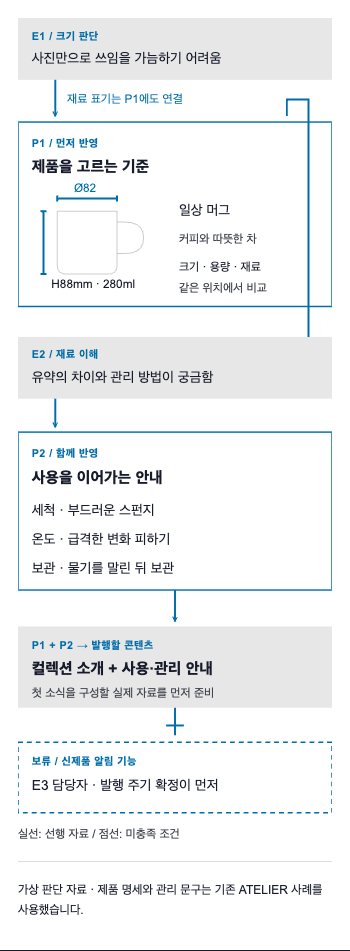 E1 / 크기 판단
사진만으로 쓰임을 가늠하기 어려움
재료 표기는 P1에도 연결
P1 / 먼저 반영
제품을 고르는 기준
Ø82
H88mm · 280ml
일상 머그
커피와 따뜻한 차
크기 · 용량 · 재료
같은 위치에서 비교
E2 / 재료 이해
유약의 차이와 관리 방법이 궁금함
P2 / 함께 반영
사용을 이어가는 안내
세척 · 부드러운 스펀지
온도 · 급격한 변화 피하기
보관 · 물기를 말린 뒤 보관
P1 + P2 → 발행할 콘텐츠
컬렉션 소개 + 사용·관리 안내
첫 소식을 구성할 실제 자료를 먼저 준비
보류 / 신제품 알림 기능
E3 담당자 · 발행 주기 확정이 먼저
실선: 선행 자료 / 점선: 미충족 조건
가상 판단 자료 · 제품 명세와 관리 문구는 기존 ATELIER 사례를
사용했습니다.